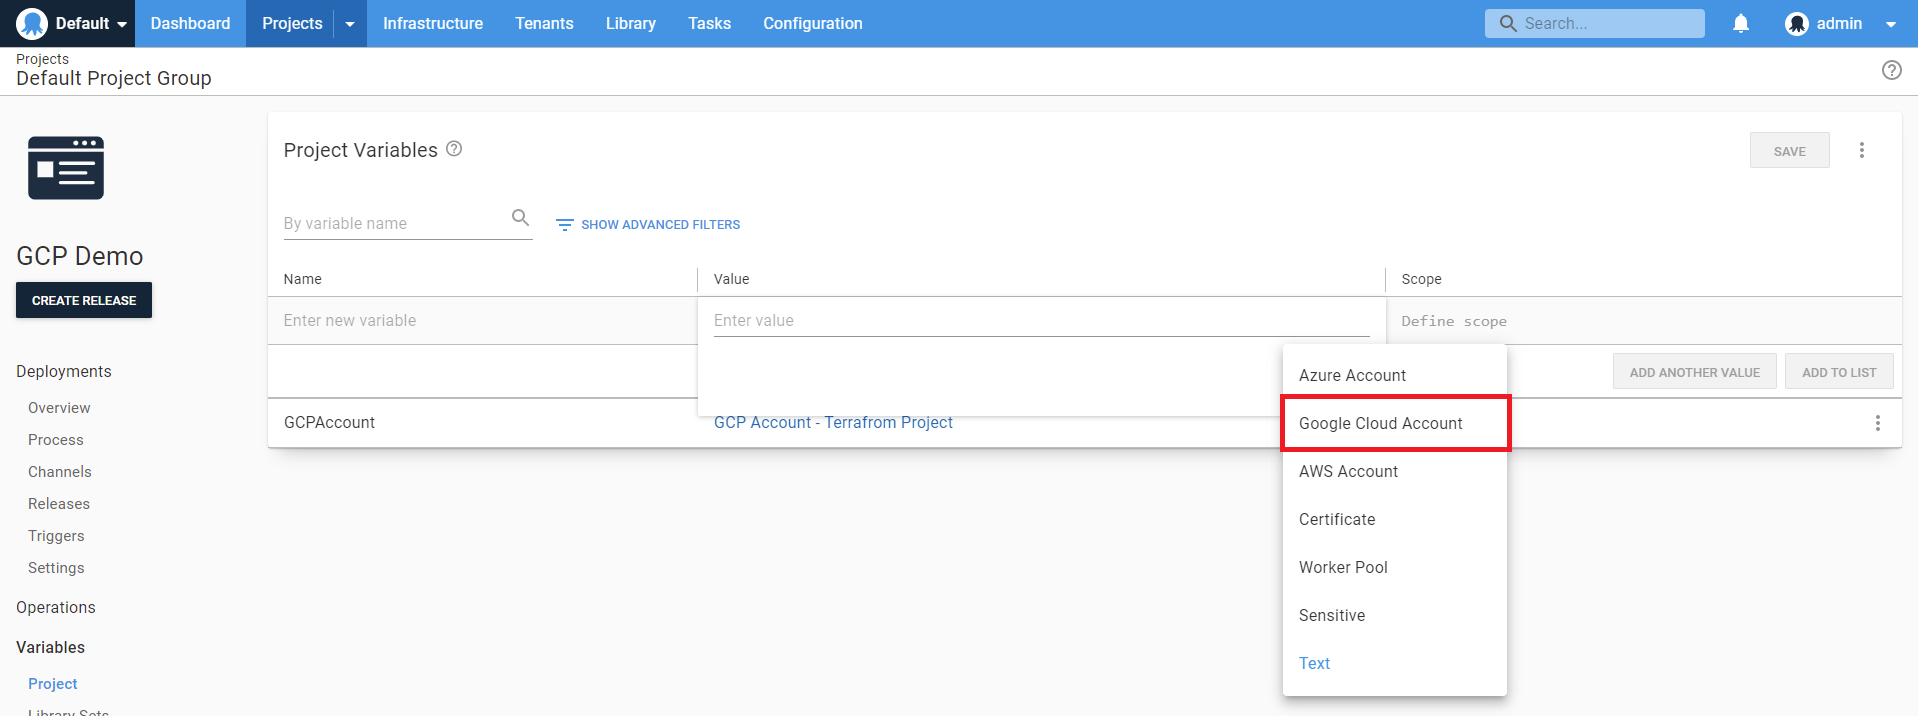 Default Dashboard Projects Infrastructure Tenants Library Tasks Configuration Search... admin
Projects
Default Project Group
GCP Demo
CREATE RELEASE
Deployments
Overview
Process
Channels
Releases
Triggers
Settings
Operations
Variables
Project
Library Sets
Project Variables
SAVE
By variable name
SHOW ADVANCED FILTERS
Name Value Scope
Enter new variable Enter value Define scope
ADD ANOTHER VALUE ADD TO LIST
GCPAccount GCP Account - Terrafrom Project
Azure Account
Google Cloud Account
AWS Account
Certificate
Worker Pool
Sensitive
Text